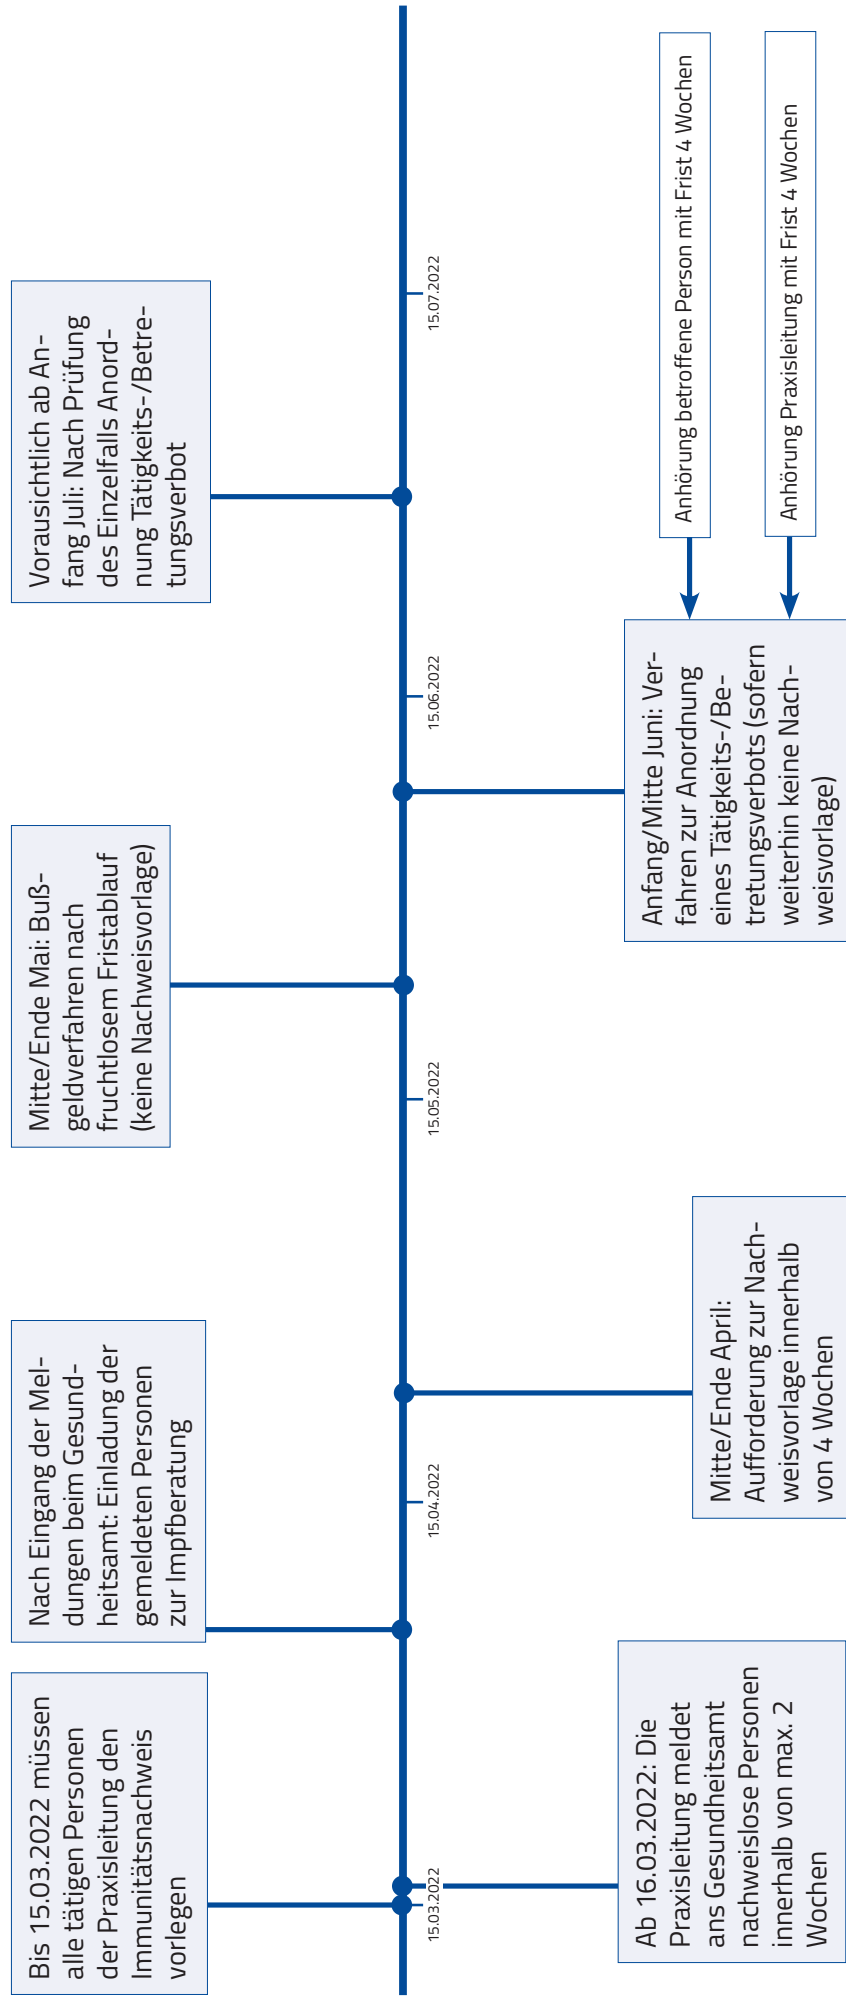 Bis 15.03.2022 müssen
alle tätigen Personen
der Praxisleitung den
Immunitätsnachweis
vorlegen
Nach Eingang der Mel-
dungen beim Gesund-
heitsamt: Einladung der
gemeldeten Personen
zur Impfberatung
Mitte/Ende Mai: Buß-
geldverfahren nach
fruchtlosem Fristablauf
(keine Nachweisvorlage)
Vorausichtlich ab An-
fang Juli: Nach Prüfung
des Einzelfalls Anord-
nung Tätigkeits-/Betre-
tungsverbot
15.03.2022
15.04.2022
15.05.2022
15.06.2022
15.07.2022
Ab 16.03.2022: Die
Praxisleitung meldet
ans Gesundheitsamt
nachweislose Personen
innerhalb von max. 2
Wochen
Mitte/Ende April:
Aufforderung zur Nach-
weisvorlage innerhalb
von 4 Wochen
Anfang/Mitte Juni: Ver-
fahren zur Anordnung
eines Tätigkeits-/Be-
tretungsverbots (sofern
weiterhin keine Nach-
weisvorlage)
Anhörung betroffene Person mit Frist 4 Wochen
Anhörung Praxisleitung mit Frist 4 Wochen